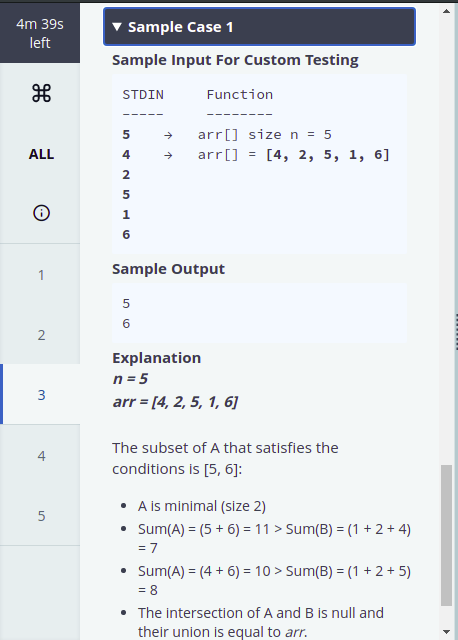 4m 39s
left
⌘
ALL
1
2
3
4
5
▼ Sample Case 1
Sample Input For Custom Testing
STDIN Function
----- --------
5 → arr[] size n = 5
4 → arr[] = [4, 2, 5, 1, 6]
2
5
1
6
Sample Output
5
6
Explanation
n = 5
arr = [4, 2, 5, 1, 6]
The subset of A that satisfies the
conditions is [5, 6]:
• A is minimal (size 2)
• Sum(A) = (5 + 6) = 11 > Sum(B) = (1 + 2 + 4)
= 7
• Sum(A) = (4 + 6) = 10 > Sum(B) = (1 + 2 + 5)
= 8
• The intersection of A and B is null and
their union is equal to arr.